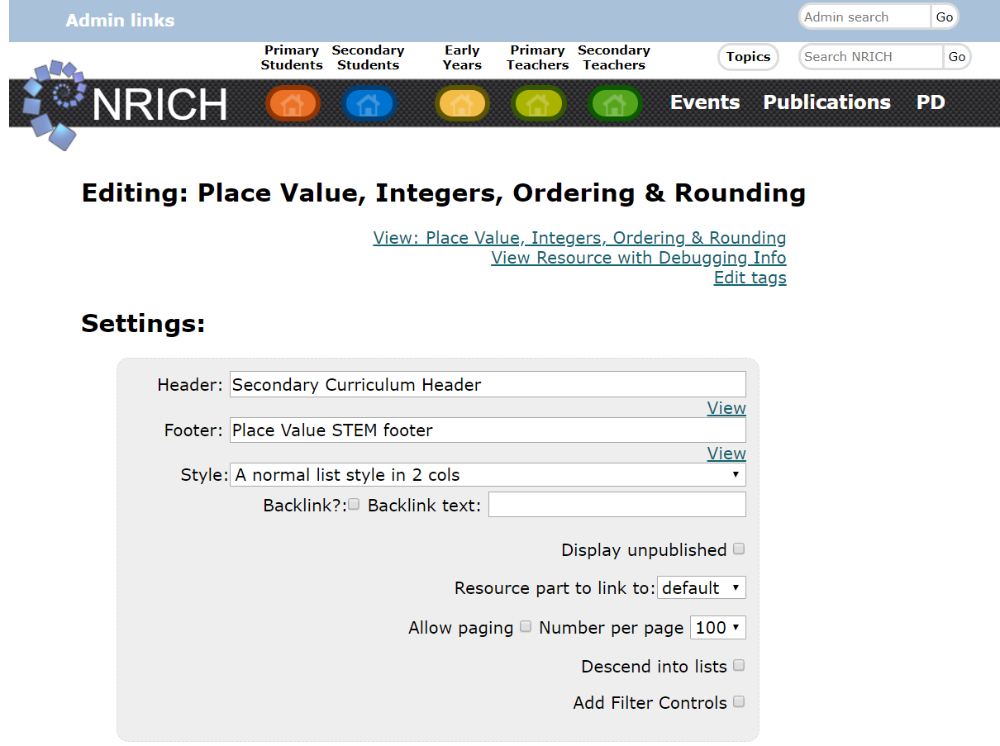 Admin links
Admin search Go
Primary Students
Secondary Students
Early Years
Primary Teachers
Secondary Teachers
Topics
Search NRICH Go
NRICH
Events Publications PD
Editing: Place Value, Integers, Ordering & Rounding
View: Place Value, Integers, Ordering & Rounding
View Resource with Debugging Info
Edit tags
Settings:
Header: Secondary Curriculum Header
View
Footer: Place Value STEM footer
View
Style: A normal list style in 2 cols
Backlink?: Backlink text:
Display unpublished
Resource part to link to: default
Allow paging Number per page 100
Descend into lists
Add Filter Controls